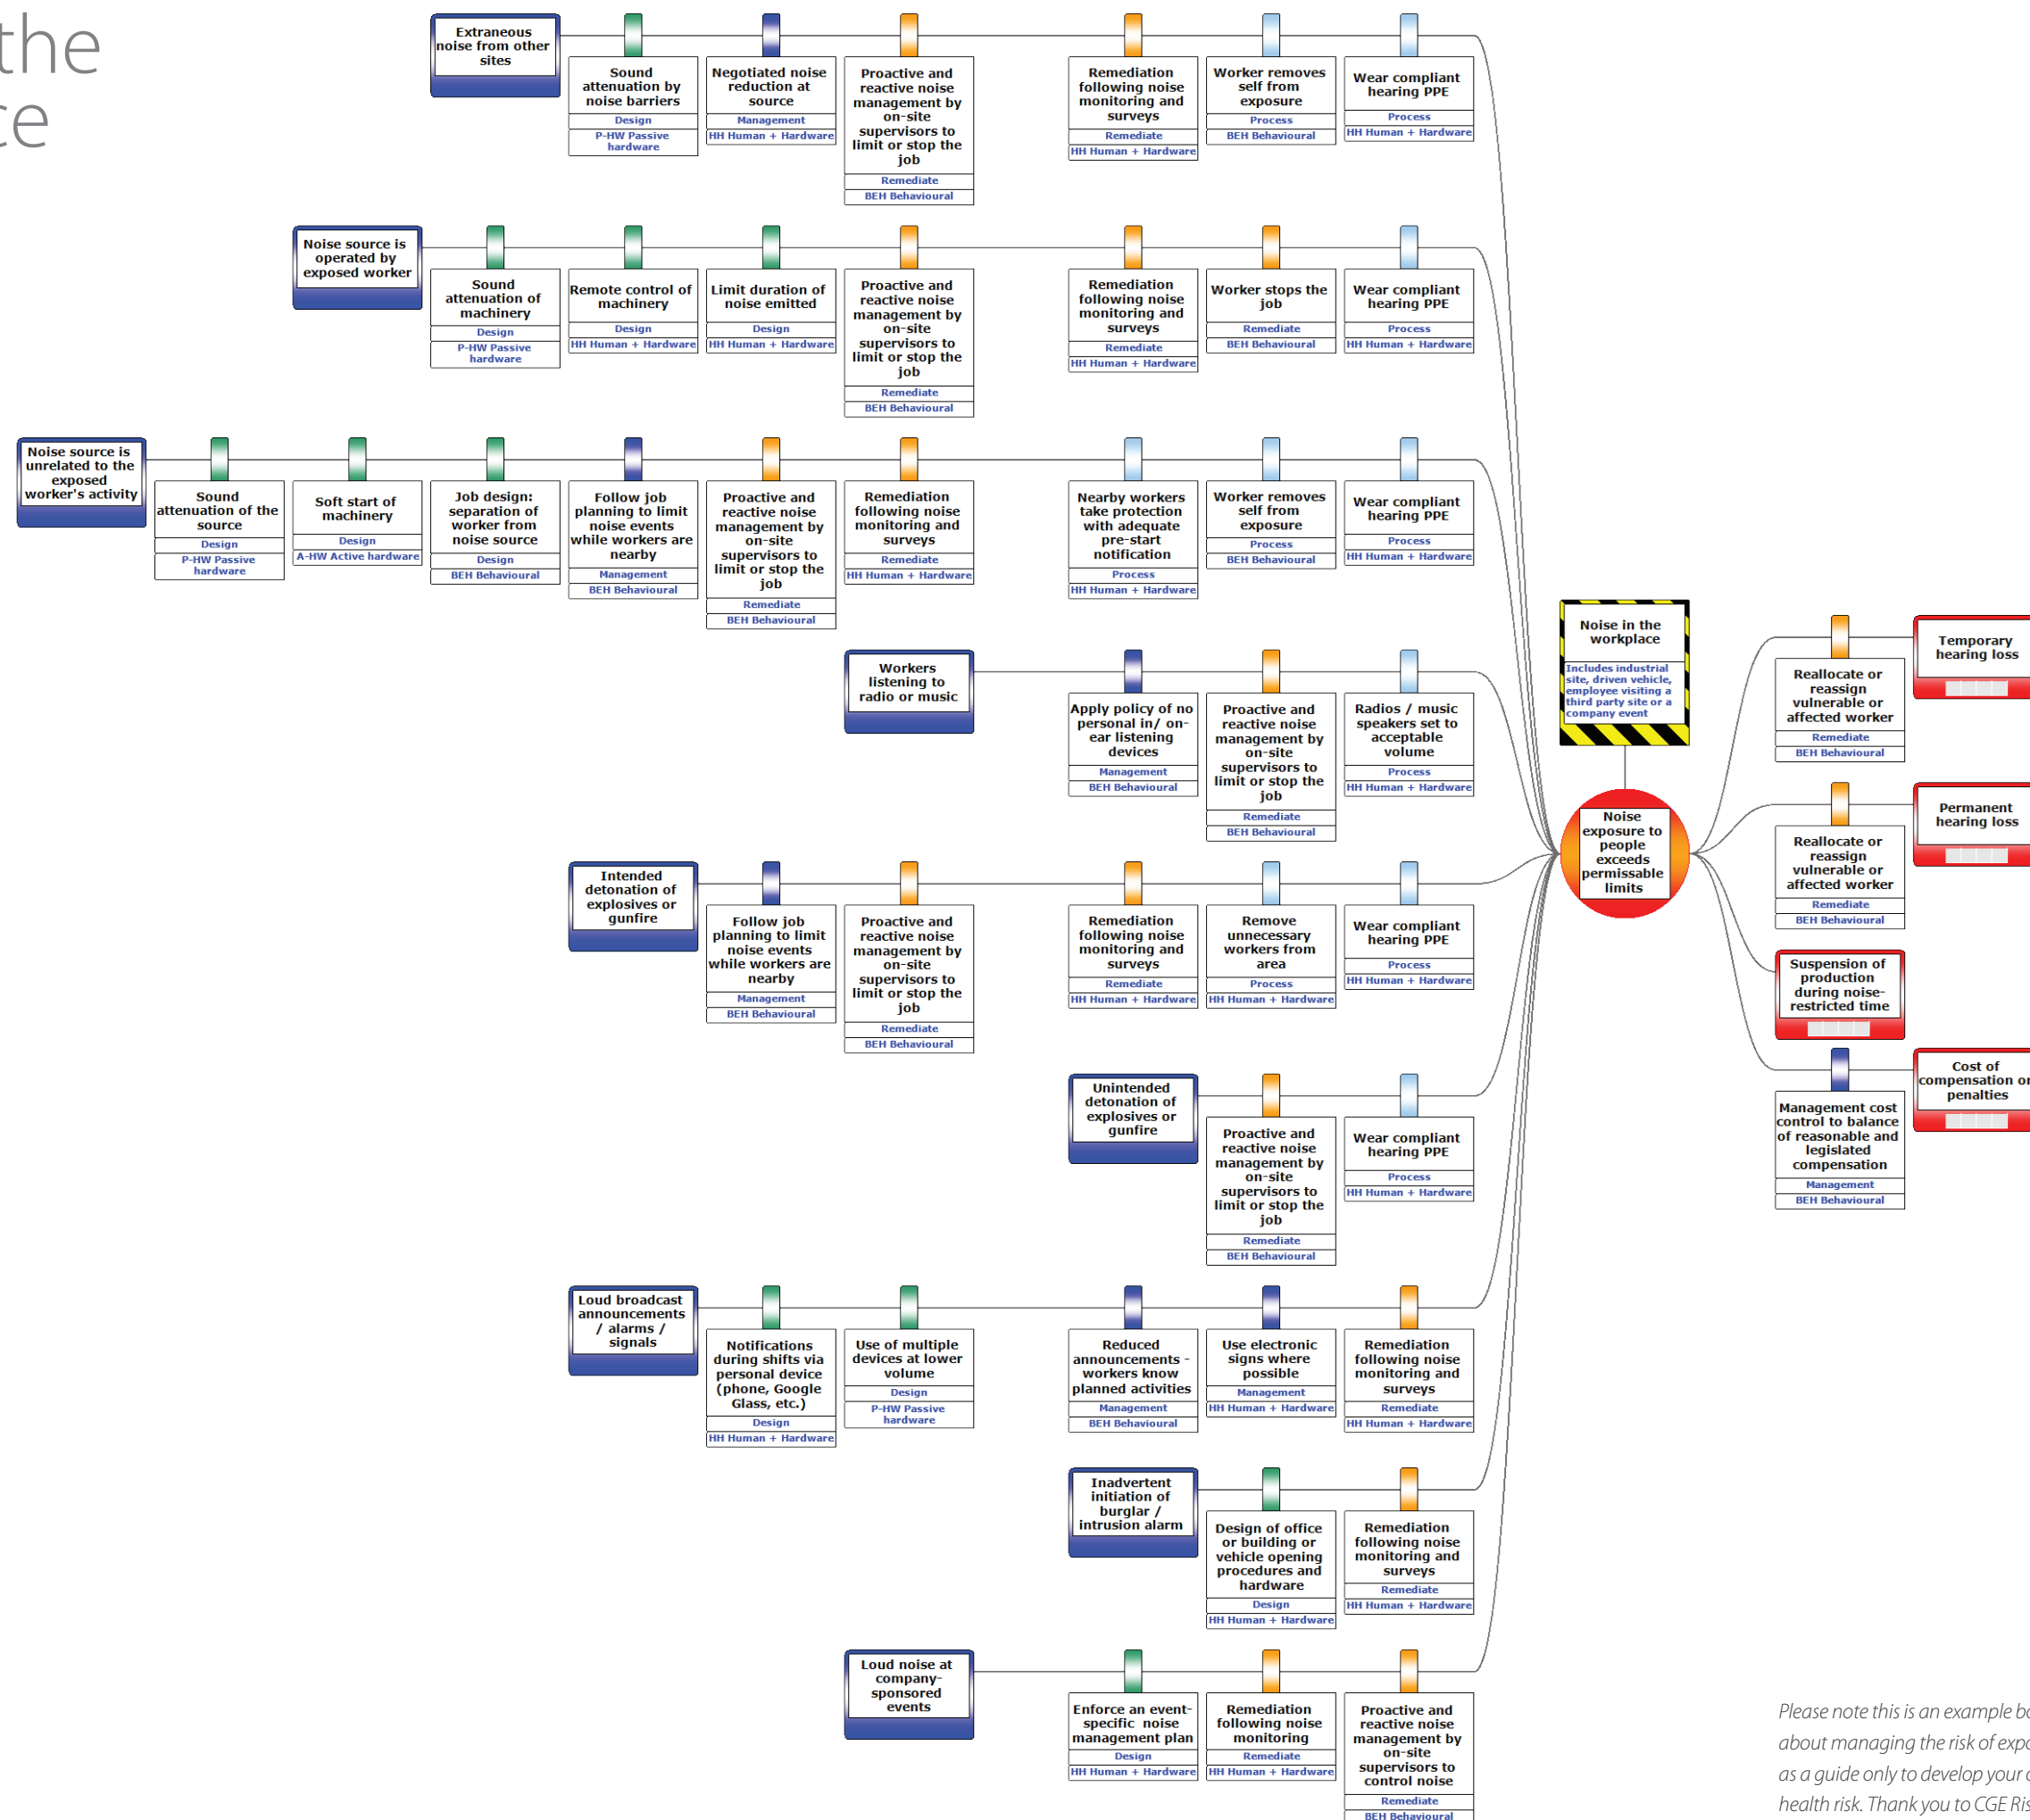 the
ce
Extraneous
noise from other
sites
Sound
attenuation by
noise barriers
Design
P-HW Passive
hardware
Negotiated noise
reduction at
source
Management
HH Human + Hardware
Proactive and
reactive noise
management by
on-site
supervisors to
limit or stop the
job
Remediate
BEH Behavioural
Remediation
following noise
monitoring and
surveys
Remediate
HH Human + Hardware
Worker removes
self from
exposure
Process
BEH Behavioural
Wear compliant
hearing PPE
Process
HH Human + Hardware
Noise source is
operated by
exposed worker
Sound
attenuation of
machinery
Design
P-HW Passive
hardware
Remote control of
machinery
Design
HH Human + Hardware
Limit duration of
noise emitted
Design
HH Human + Hardware
Proactive and
reactive noise
management by
on-site
supervisors to
limit or stop the
job
Remediate
BEH Behavioural
Remediation
following noise
monitoring and
surveys
Remediate
HH Human + Hardware
Worker stops the
job
Remediate
BEH Behavioural
Wear compliant
hearing PPE
Process
HH Human + Hardware
Noise source is
unrelated to the
exposed
worker's activity
Sound
attenuation of the
source
Design
P-HW Passive
hardware
Soft start of
machinery
Design
A-HW Active hardware
Job design:
separation of
worker from
noise source
Design
BEH Behavioural
Follow job
planning to limit
noise events
while workers are
nearby
Management
BEH Behavioural
Proactive and
reactive noise
management by
on-site
supervisors to
limit or stop the
job
Remediate
BEH Behavioural
Remediation
following noise
monitoring and
surveys
Remediate
HH Human + Hardware
Nearby workers
take protection
with adequate
pre-start
notification
Process
HH Human + Hardware
Worker removes
self from
exposure
Process
BEH Behavioural
Wear compliant
hearing PPE
Process
HH Human + Hardware
Workers
listening to
radio or music
Apply policy of no
personal in/ on-
ear listening
devices
Management
BEH Behavioural
Proactive and
reactive noise
management by
on-site
supervisors to
limit or stop the
job
Remediate
BEH Behavioural
Radios / music
speakers set to
acceptable
volume
Process
HH Human + Hardware
Intended
detonation of
explosives or
gunfire
Follow job
planning to limit
noise events
while workers are
nearby
Management
BEH Behavioural
Proactive and
reactive noise
management by
on-site
supervisors to
limit or stop the
job
Remediate
BEH Behavioural
Remediation
following noise
monitoring and
surveys
Remediate
HH Human + Hardware
Remove
unnecessary
workers from
area
Process
HH Human + Hardware
Wear compliant
hearing PPE
Process
HH Human + Hardware
Unintended
detonation of
explosives or
gunfire
Proactive and
reactive noise
management by
on-site
supervisors to
limit or stop the
job
Remediate
BEH Behavioural
Wear compliant
hearing PPE
Process
HH Human + Hardware
Loud broadcast
announcements
/ alarms /
signals
Notifications
during shifts via
personal device
(phone, Google
Glass, etc.)
Design
HH Human + Hardware
Use of multiple
devices at lower
volume
Design
P-HW Passive
hardware
Reduced
announcements -
workers know
planned activities
Management
BEH Behavioural
Use electronic
signs where
possible
Management
HH Human + Hardware
Remediation
following noise
monitoring and
surveys
Remediate
HH Human + Hardware
Inadvertent
initiation of
burglar /
intrusion alarm
Design of office
or building or
vehicle opening
procedures and
hardware
Design
HH Human + Hardware
Remediation
following noise
monitoring and
surveys
Remediate
HH Human + Hardware
Loud noise at
company-
sponsored
events
Enforce an event-
specific noise
management plan
Design
HH Human + Hardware
Remediation
following noise
monitoring
Remediate
HH Human + Hardware
Proactive and
reactive noise
management by
on-site
supervisors to
control noise
Remediate
BEH Behavioural
Noise in the
workplace
Includes industrial
site, driven vehicle,
employee visiting a
third party site or a
company event
Noise
exposure to
people
exceeds
permissable
limits
Reallocate or
reassign
vulnerable or
affected worker
Remediate
BEH Behavioural
Temporary
hearing loss
Reallocate or
reassign
vulnerable or
affected worker
Remediate
BEH Behavioural
Permanent
hearing loss
Suspension of
production
during noise-
restricted time
Management cost
control to balance
of reasonable and
legislated
compensation
Management
BEH Behavioural
Cost of
compensation or
penalties
Please note this is an example bo
about managing the risk of expo
as a guide only to develop your o
health risk. Thank you to CGE Ris